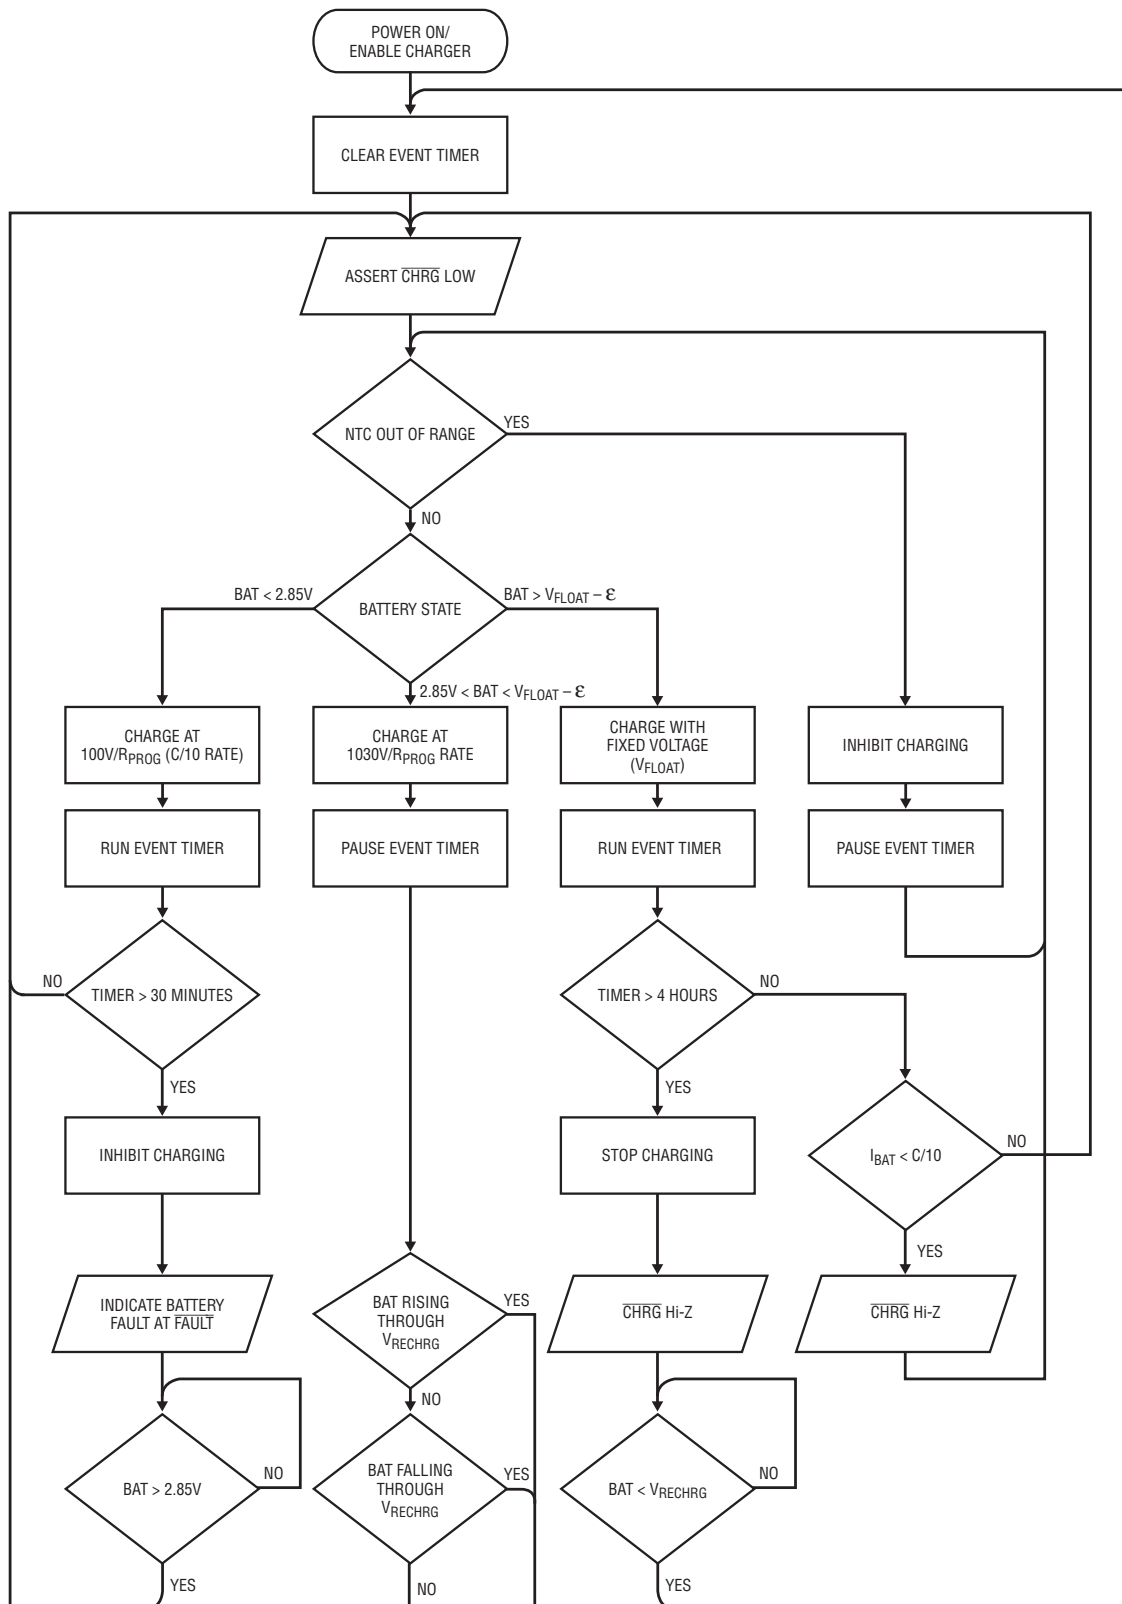 POWER ON/
ENABLE CHARGER
CLEAR EVENT TIMER
ASSERT C̅H̅R̅G̅ LOW
NTC OUT OF RANGE
YES
NO
BATTERY STATE
BAT < 2.85V
BAT > VFLOAT – ε
2.85V < BAT < VFLOAT – ε
CHARGE AT
100V/RPROG (C/10 RATE)
CHARGE AT
1030V/RPROG RATE
CHARGE WITH
FIXED VOLTAGE
(VFLOAT)
INHIBIT CHARGING
RUN EVENT TIMER
PAUSE EVENT TIMER
RUN EVENT TIMER
PAUSE EVENT TIMER
NO
TIMER > 30 MINUTES
TIMER > 4 HOURS
NO
YES
YES
INHIBIT CHARGING
STOP CHARGING
IBAT < C/10
NO
YES
INDICATE BATTERY
FAULT AT F̅A̅U̅L̅T̅
BAT RISING
THROUGH
VRECHRG
YES
C̅H̅R̅G̅ Hi-Z
C̅H̅R̅G̅ Hi-Z
NO
BAT > 2.85V
NO
BAT FALLING
THROUGH
VRECHRG
YES
BAT < VRECHRG
NO
YES
NO
YES